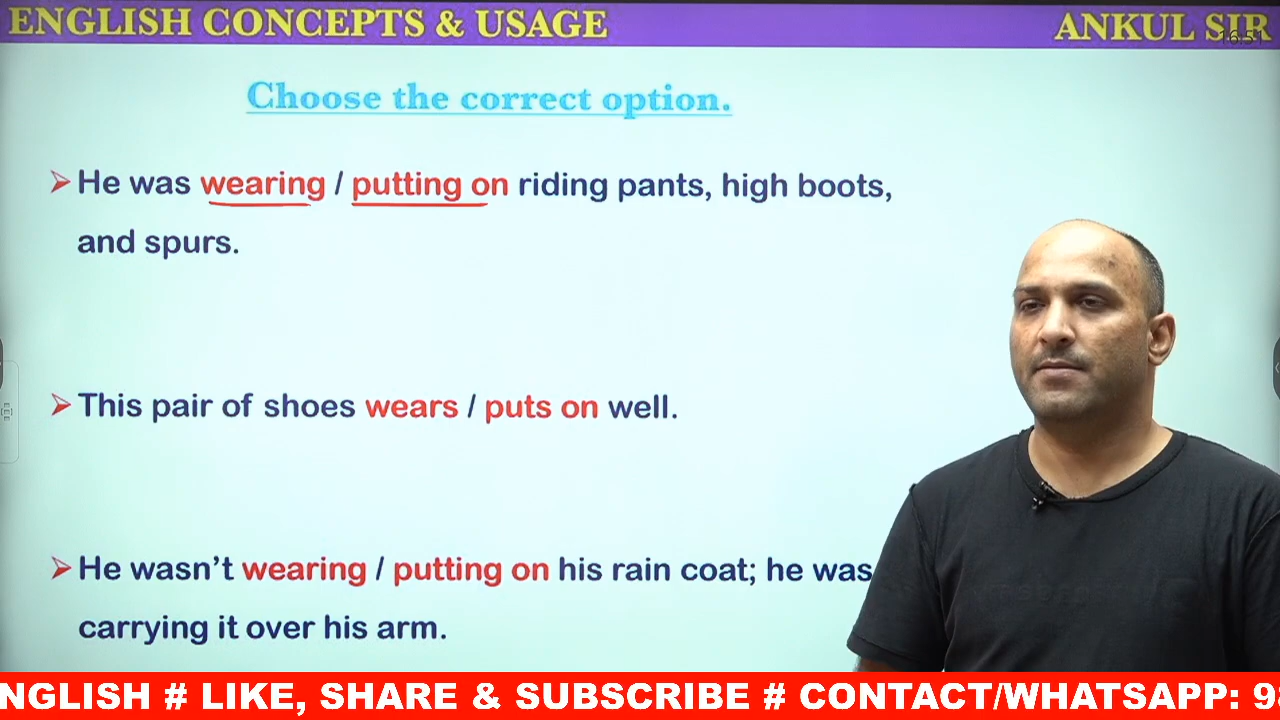 ENGLISH CONCEPTS & USAGE
ANKUL SIR
16:51
Choose the correct option.
➢ He was wearing / putting on riding pants, high boots,
and spurs.
➢ This pair of shoes wears / puts on well.
➢ He wasn’t wearing / putting on his rain coat; he was
carrying it over his arm.
NGLISH # LIKE, SHARE & SUBSCRIBE # CONTACT/WHATSAPP: 9